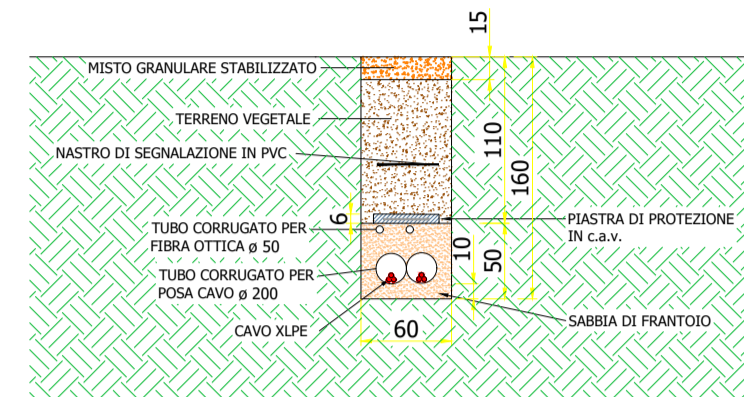 15
MISTO GRANULARE STABILIZZATO
TERRENO VEGETALE
NASTRO DI SEGNALAZIONE IN PVC
110
160
6
TUBO CORRUGATO PER
FIBRA OTTICA ø 50
PIASTRA DI PROTEZIONE
IN c.a.v.
10
50
TUBO CORRUGATO PER
POSA CAVO ø 200
CAVO XLPE
60
SABBIA DI FRANTOIO